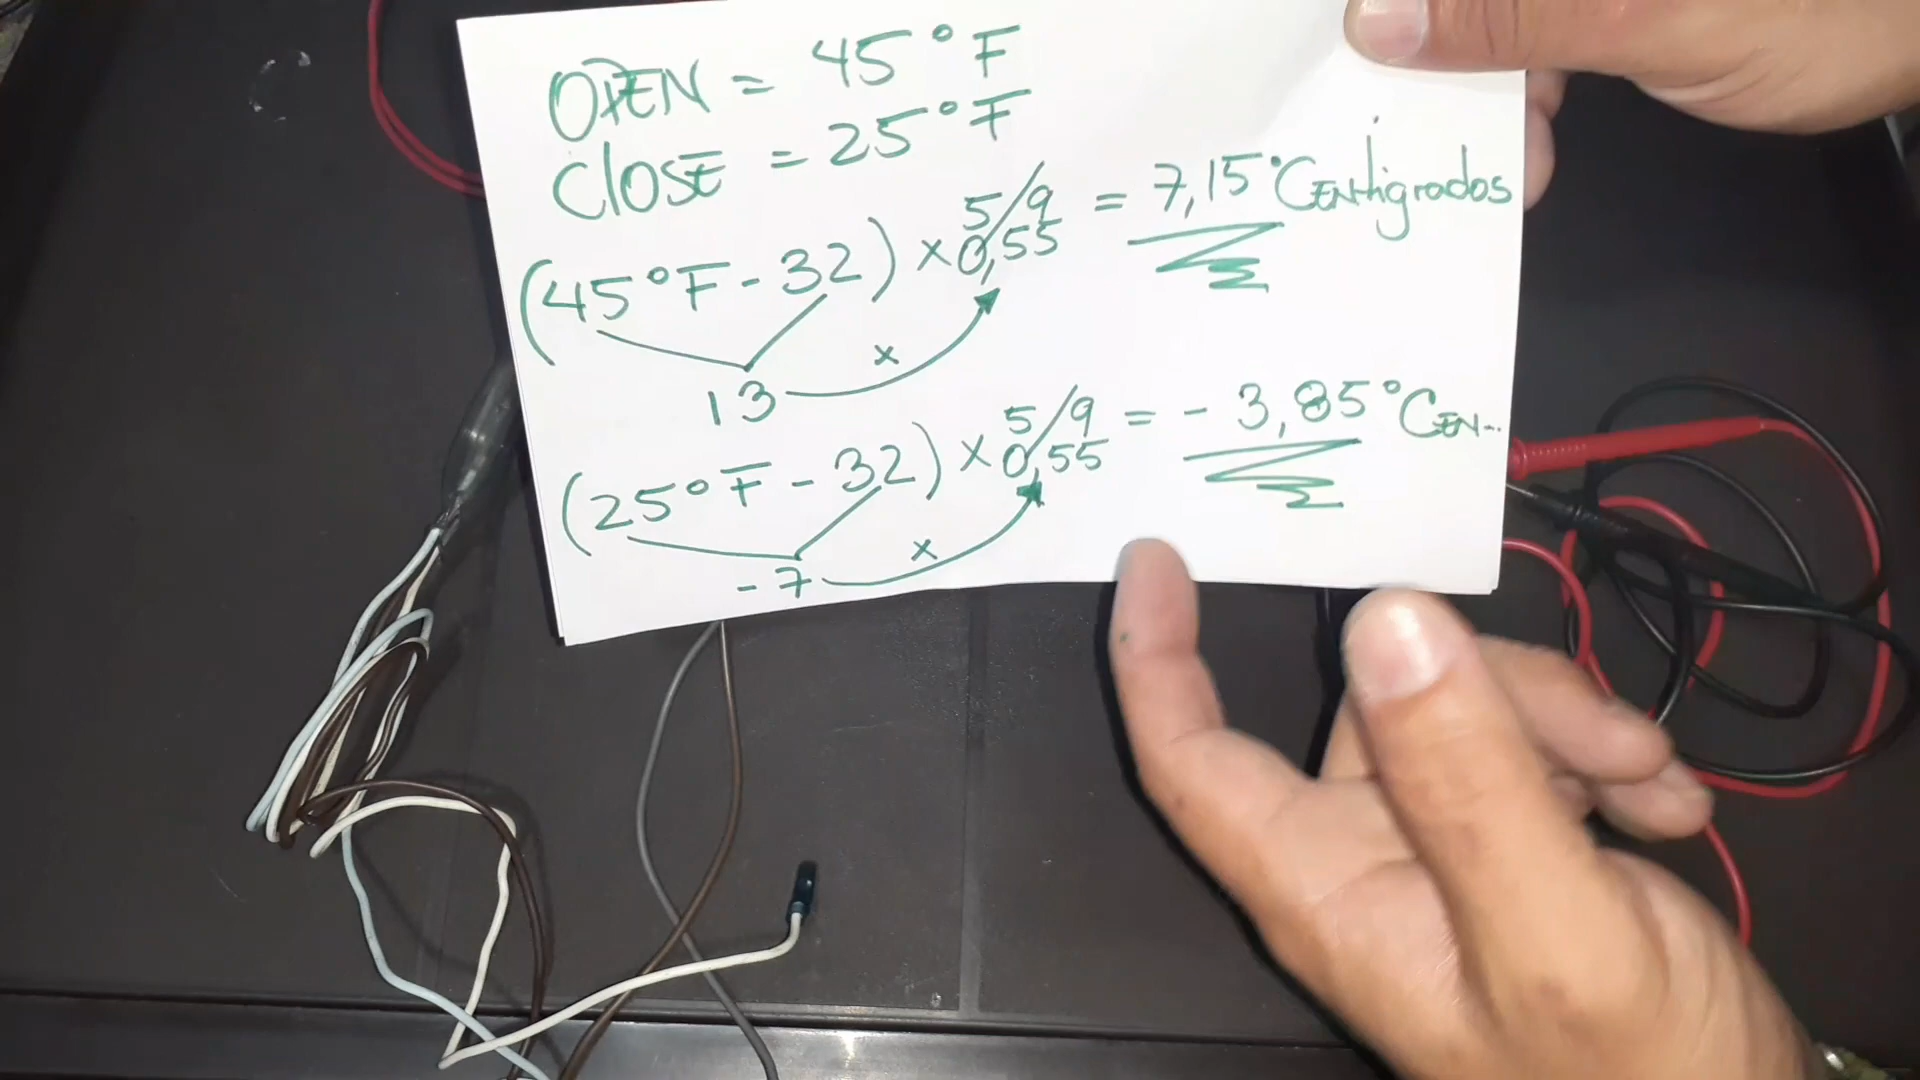 OPEN = 45°F
ClOSE = 25°F
(45°F - 32) × 5/9 0,55 = 7,15°CENtigrados
×
13
(25°F - 32) × 5/9 0,55 = - 3,85°CEN...
×
- 7